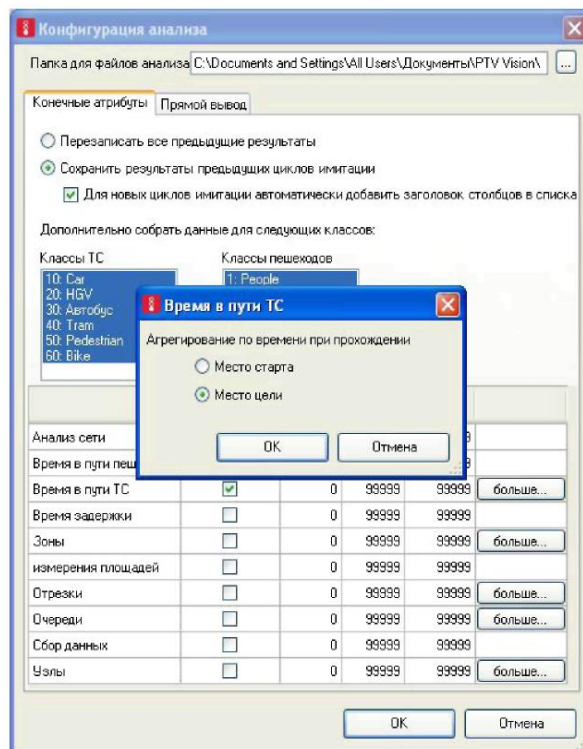 Конфигурация анализа
Папка для файлов анализа C:\Documents and Settings\All Users\Документы\PTV Vision\ ...
Конечные атрибуты Прямой вывод
Перезаписать все предыдущие результаты
Сохранить результаты предыдущих циклов имитации
Для новых циклов имитации автоматически добавить заголовок столбцов в списка
Дополнительно собрать данные для следующих классов:
Классы ТС Классы пешеходов
10: Car 1: People
20: HGV
30: Автобус
40: Tram
50: Pedestrian
60: Bike
Время в пути ТС
Агрегирование по времени при прохождении
Место старта
Место цели
OK Отмена
Анализ сети 9
Время в пути пеш 9
Время в пути ТС 0 99999 99999 больше...
Время задержки 0 99999 99999
Зоны 0 99999 99999 больше...
измерения площадей 0 99999 99999
Отрезки 0 99999 99999 больше...
Очереди 0 99999 99999 больше...
Сбор данных 0 99999 99999
Узлы 0 99999 99999 больше...
OK Отмена